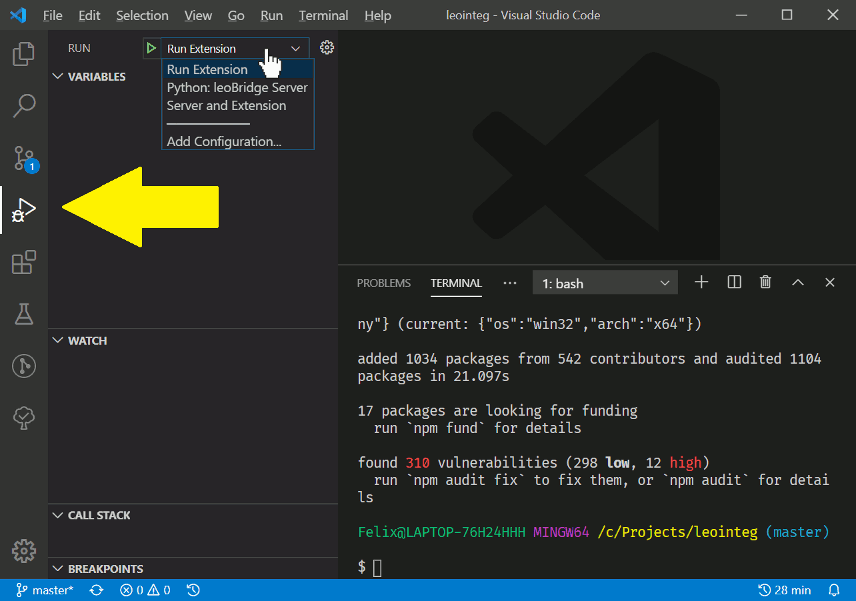 File Edit Selection View Go Run Terminal Help leointeg - Visual Studio Code
RUN Run Extension
Run Extension
Python: leoBridge Server
Server and Extension
Add Configuration...
VARIABLES
1
WATCH
CALL STACK
BREAKPOINTS
PROBLEMS TERMINAL ··· 1: bash
ny"} (current: {"os":"win32","arch":"x64"})
added 1034 packages from 542 contributors and audited 1104
packages in 21.097s
17 packages are looking for funding
run `npm fund` for details
found 310 vulnerabilities (298 low, 12 high)
run `npm audit fix` to fix them, or `npm audit` for detai
ls
Felix@LAPTOP-76H24HHH MINGW64 /c/Projects/leointeg (master)
$
master* 0 0 28 min